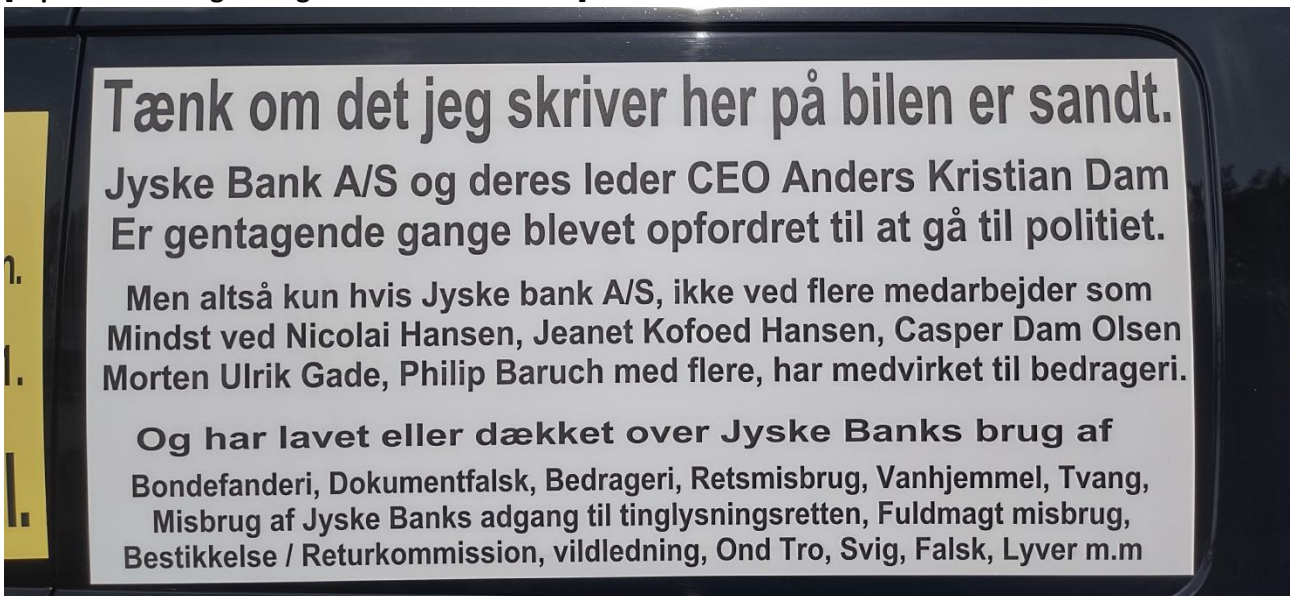 Tænk om det jeg skriver her på bilen er sandt.
Jyske Bank A/S og deres leder CEO Anders Kristian Dam
Er gentagende gange blevet opfordret til at gå til politiet.
Men altså kun hvis Jyske bank A/S, ikke ved flere medarbejder som
Mindst ved Nicolai Hansen, Jeanet Kofoed Hansen, Casper Dam Olsen
Morten Ulrik Gade, Philip Baruch med flere, har medvirket til bedrageri.
Og har lavet eller dækket over Jyske Banks brug af
Bondefanderi, Dokumentfalsk, Bedrageri, Retsmisbrug, Vanhjemmel, Tvang,
Misbrug af Jyske Banks adgang til tinglysningsretten, Fuldmagt misbrug,
Bestikkelse / Returkommission, vildledning, Ond Tro, Svig, Falsk, Lyver m.m